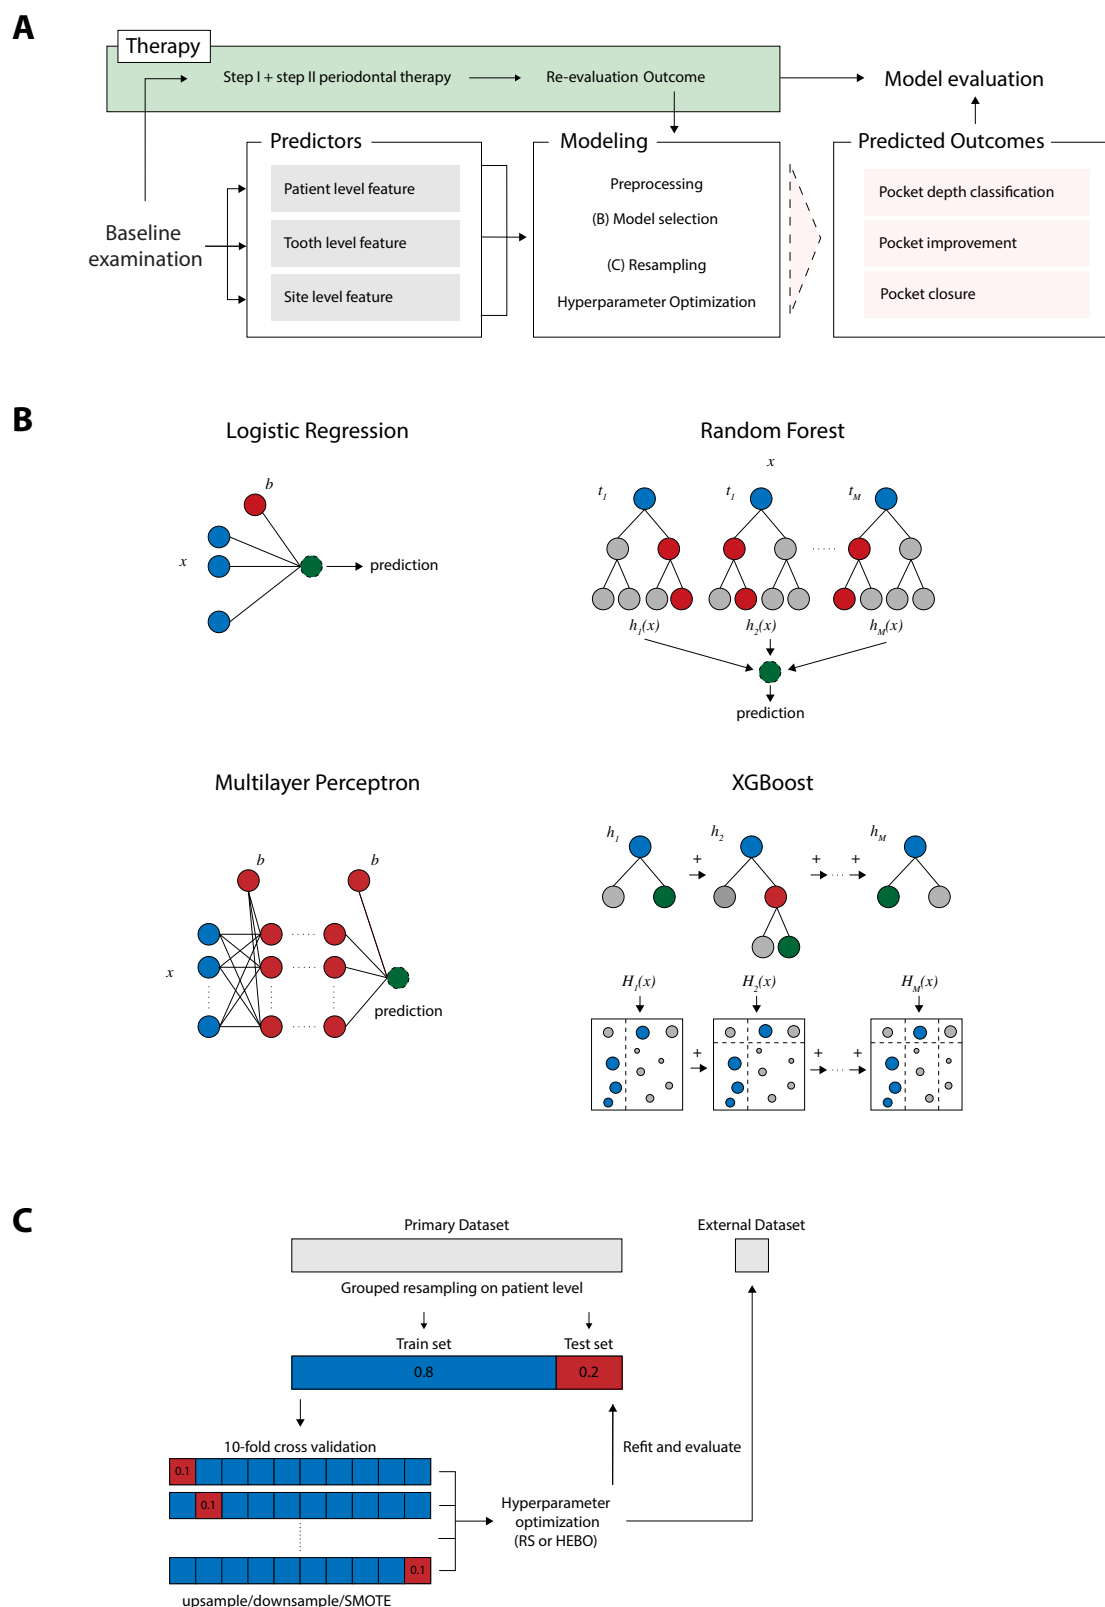 A
Therapy
Step I + step II periodontal therapy
Re-evaluation Outcome
Model evaluation
Predictors
Modeling
Predicted Outcomes
Patient level feature
Tooth level feature
Site level feature
Baseline
examination
Preprocessing
(B) Model selection
(C) Resampling
Hyperparameter Optimization
Pocket depth classification
Pocket improvement
Pocket closure
B
Logistic Regression
b
x
prediction
Random Forest
x
t1
t1
tM
h1(x)
h2(x)
hM(x)
prediction
Multilayer Perceptron
b
b
x
prediction
XGBoost
h1
+
h2
+
+
hM
H1(x)
H2(x)
HM(x)
+
+
+
C
Primary Dataset
External Dataset
Grouped resampling on patient level
Train set
Test set
0.8
0.2
10-fold cross validation
0.1
0.1
0.1
upsample/downsample/SMOTE
Hyperparameter
optimization
(RS or HEBO)
Refit and evaluate